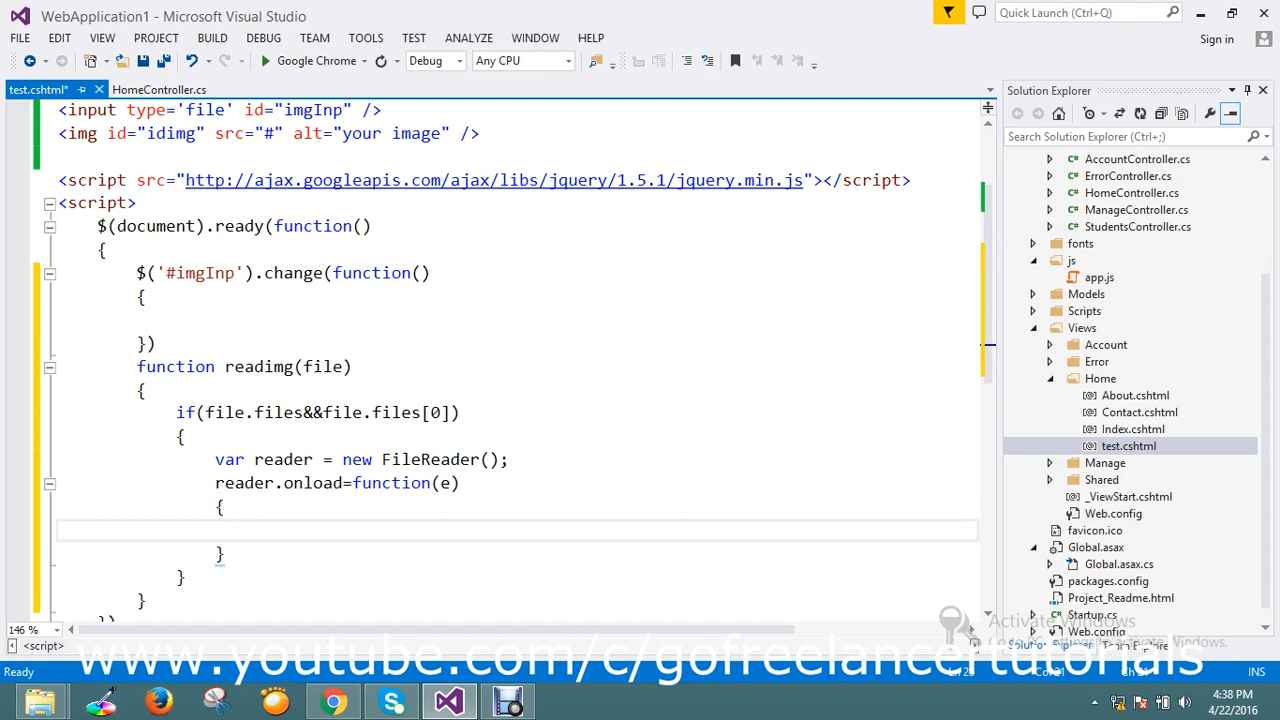 WebApplication1 - Microsoft Visual Studio
Quick Launch (Ctrl+Q)
FILE EDIT VIEW PROJECT BUILD DEBUG TEAM TOOLS TEST ANALYZE WINDOW HELP
Sign in
Google Chrome
Debug
Any CPU
test.cshtml*
HomeController.cs
<input type='file' id="imgInp" />
<img id="idimg" src="#" alt="your image" />
<script src="http://ajax.googleapis.com/ajax/libs/jquery/1.5.1/jquery.min.js"></script>
<script>
$(document).ready(function()
{
$('#imgInp').change(function()
{
})
function readimg(file)
{
if(file.files&&file.files[0])
{
var reader = new FileReader();
reader.onload=function(e)
{
}
}
}
})
146 %
<script>
Solution Explorer
Search Solution Explorer (Ctrl+;)
AccountController.cs
ErrorController.cs
HomeController.cs
ManageController.cs
StudentsController.cs
fonts
js
app.js
Models
Scripts
Views
Account
Error
Home
About.cshtml
Contact.cshtml
Index.cshtml
test.cshtml
Manage
Shared
_ViewStart.cshtml
Web.config
favicon.ico
Global.asax
Global.asax.cs
packages.config
Project_Readme.html
Startup.cs
Web.config
Activate Windows
Solution Explorer
www.youtube.com/c/gofreelancertutorials
Ready
INS
4:38 PM
4/22/2016